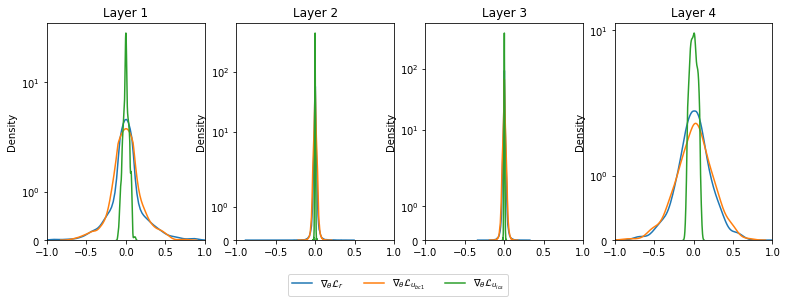 Layer 1 Layer 2 Layer 3 Layer 4
Density Density Density Density
10¹ 10² 10² 10¹
10¹ 10¹
10⁰ 10⁰ 10⁰ 10⁰
0 0 0 0
−1.0 −0.5 0.0 0.5 1.0 −1.0 −0.5 0.0 0.5 1.0 −1.0 −0.5 0.0 0.5 1.0 −1.0 −0.5 0.0 0.5 1.0
∇θℒr ∇θℒu_bc1 ∇θℒu_ics